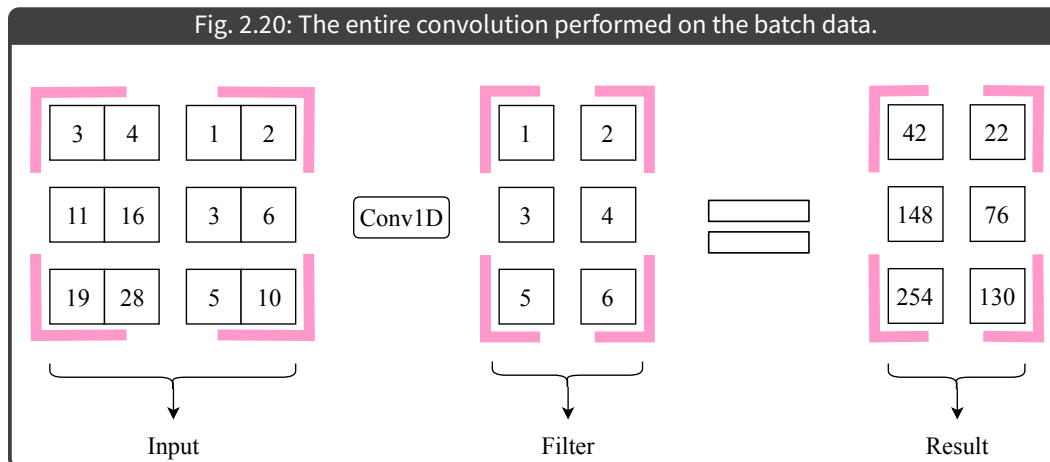 Fig. 2.20: The entire convolution performed on the batch data.
3 4 1 2 1 2 42 22
11 16 3 6 Conv1D 3 4 148 76
19 28 5 10 5 6 254 130
Input Filter Result